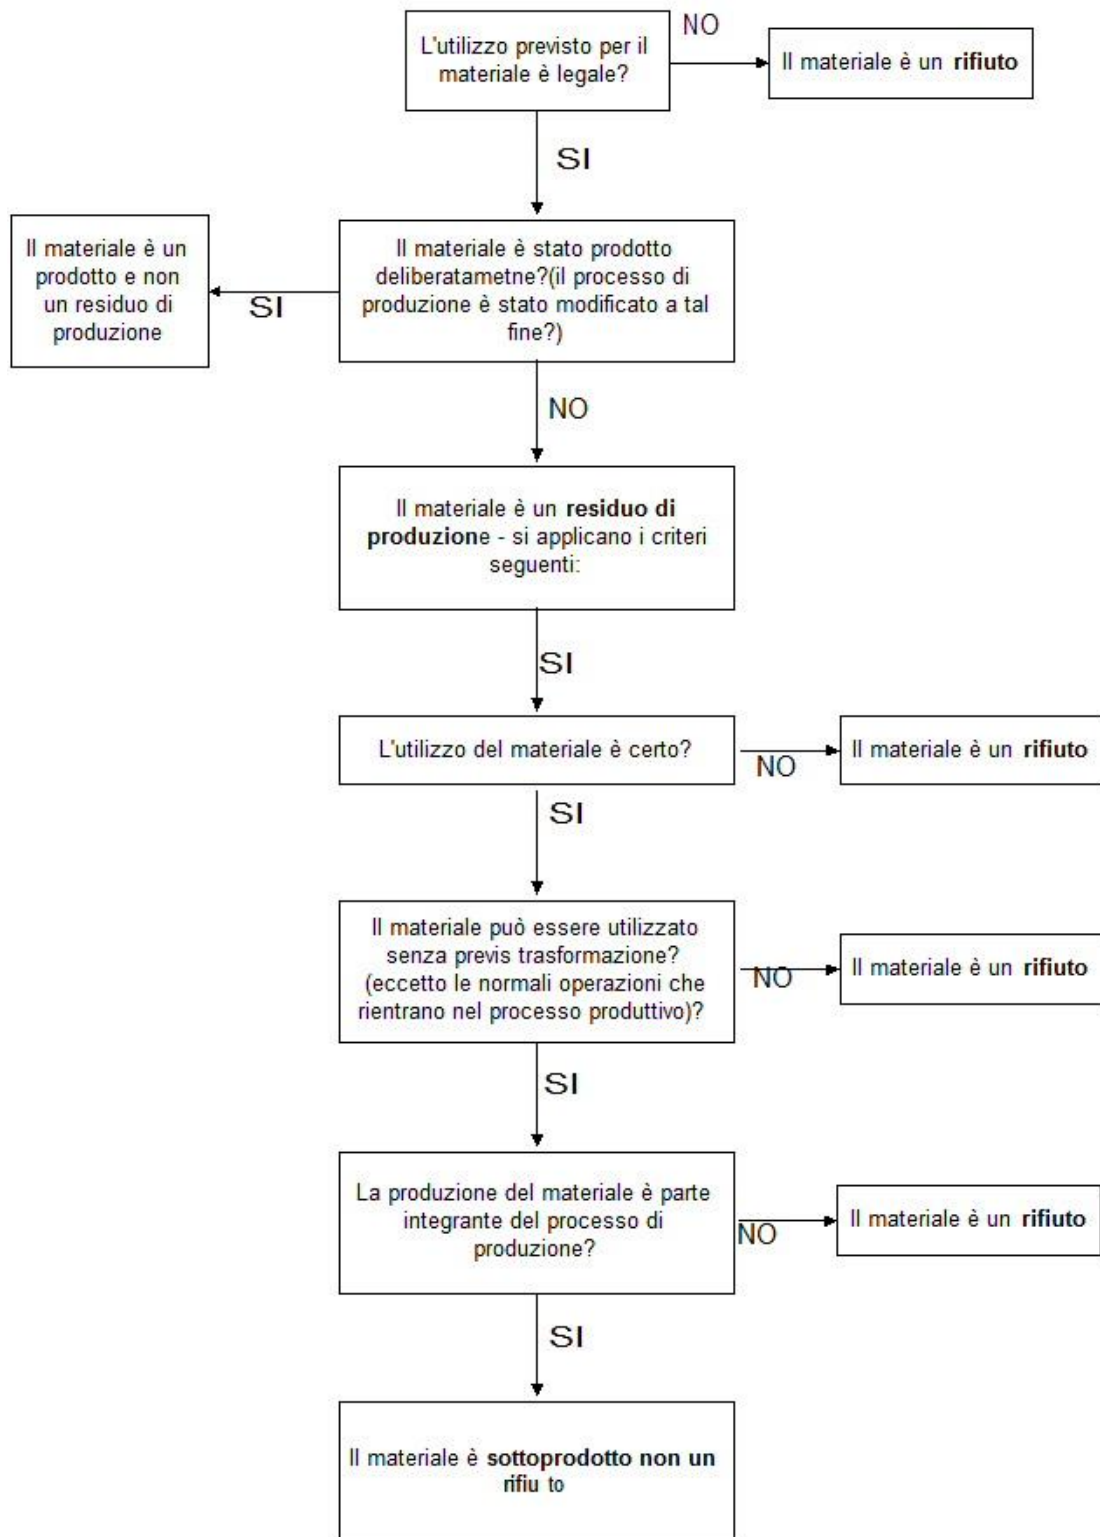 L'utilizzo previsto per il
materiale è legale?
NO
Il materiale è un rifiuto
SI
Il materiale è un
prodotto e non
un residuo di
produzione
SI
Il materiale è stato prodotto
deliberatametne?(il processo di
produzione è stato modificato a tal
fine?)
NO
Il materiale è un residuo di
produzione - si applicano i criteri
seguenti:
SI
L'utilizzo del materiale è certo?
NO
Il materiale è un rifiuto
SI
Il materiale può essere utilizzato
senza previs trasformazione?
(eccetto le normali operazioni che
rientrano nel processo produttivo)?
NO
Il materiale è un rifiuto
SI
La produzione del materiale è parte
integrante del processo di
produzione?
NO
Il materiale è un rifiuto
SI
Il materiale è sottoprodotto non un
rifiu to